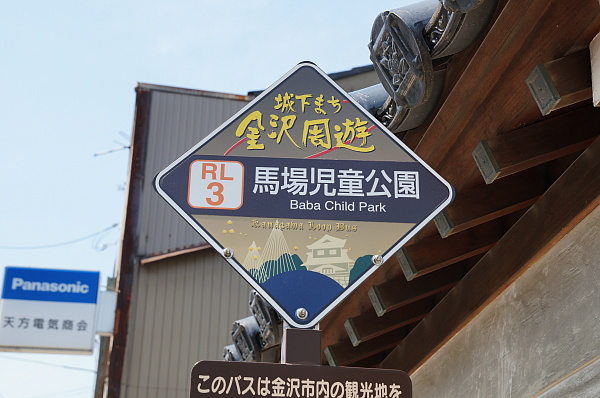 城下まち
金沢周遊
RL
3
馬場児童公園
Baba Child Park
Kanazawa Loop Bus
Panasonic
天方電気商会
このバスは金沢市内の観光地を